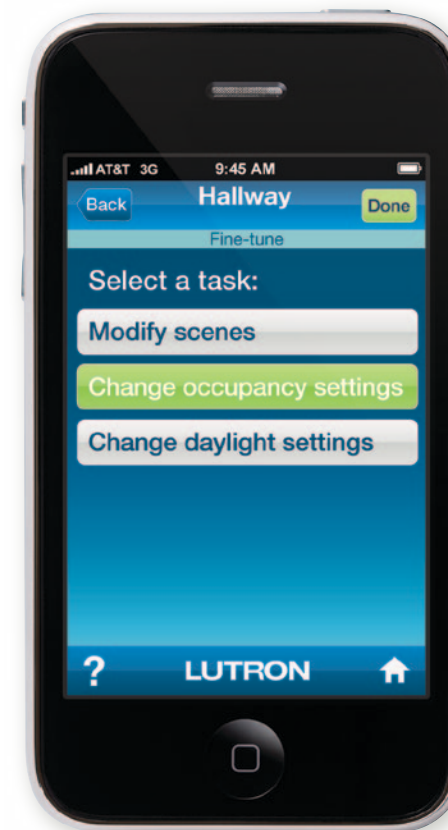 AT&T 3G 9:45 AM
Back Hallway Done
Fine-tune
Select a task:
Modify scenes
Change occupancy settings
Change daylight settings
? LUTRON